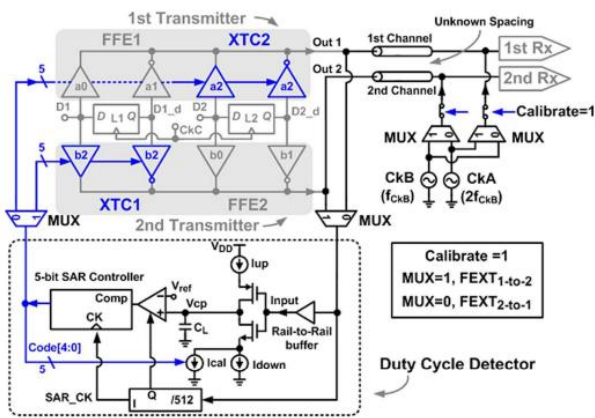 1st Transmitter
FFE1
XTC2
Out 1
1st Channel
Unknown Spacing
1st Rx
Out 2
2nd Channel
2nd Rx
5
a0
a1
a2
a2
D1
D L1 Q
D1_d
D2
D L2 Q
D2_d
CkC
Calibrate=1
MUX
1 0
1 0
MUX
5
b2
b2
b0
b1
CkB
(fCkB)
CkA
(2fCkB)
XTC1
FFE2
MUX
2nd Transmitter
MUX
VDD
Iup
Calibrate =1
MUX=1, FEXT1-to-2
MUX=0, FEXT2-to-1
5-bit SAR Controller
Comp
CK
Vref
Vcp
CL
Input
Rail-to-Rail
buffer
Code[4:0]
5
Ical
Idown
SAR_CK
Q
I
/512
Duty Cycle Detector